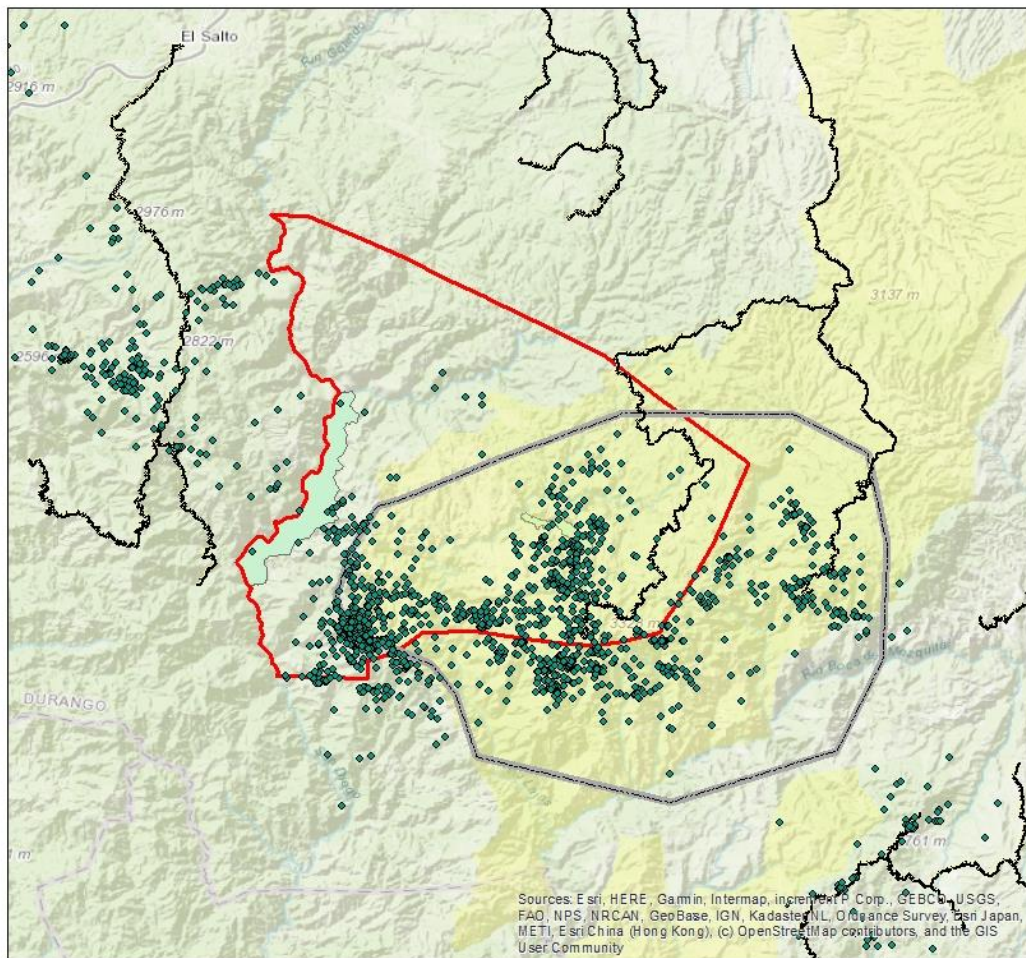 El Salto
2916 m
2976 m
3137 m
2822 m
2596
DURANGO
Sources: Esri, HERE, Garmin, Intermap, increment P Corp., GEBCO, USGS,
FAO, NPS, NRCAN, GeoBase, IGN, Kadaster NL, Ordnance Survey, Esri Japan,
METI, Esri China (Hong Kong), (c) OpenStreetMap contributors, and the GIS
User Community